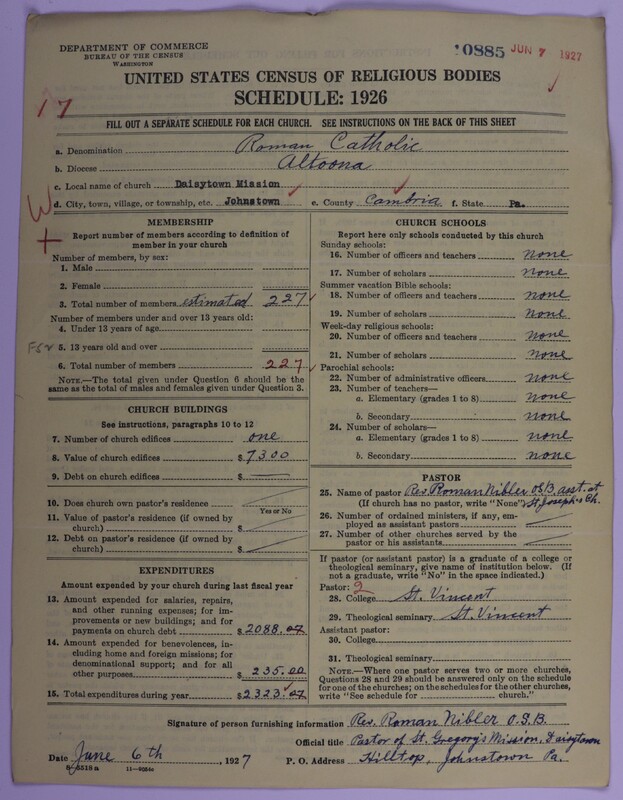 DEPARTMENT OF COMMERCE
BUREAU OF THE CENSUS
WASHINGTON
10885 JUN 7 1927
UNITED STATES CENSUS OF RELIGIOUS BODIES
SCHEDULE: 1926
17
FILL OUT A SEPARATE SCHEDULE FOR EACH CHURCH. SEE INSTRUCTIONS ON THE BACK OF THIS SHEET
a. Denomination Roman Catholic
b. Diocese Altoona
c. Local name of church Daisytown Mission
d. City, town, village, or township, etc. Johnstown e. County Cambria f. State Pa.
W
MEMBERSHIP
Report number of members according to definition of
member in your church
Number of members, by sex:
1. Male
2. Female
3. Total number of members estimated 227
Number of members under and over 13 years old:
4. Under 13 years of age
5. 13 years old and over
6. Total number of members 227
NOTE.—The total given under Question 6 should be the
same as the total of males and females given under Question 3.
CHURCH BUILDINGS
See instructions, paragraphs 10 to 12
7. Number of church edifices one
8. Value of church edifices $ 7300
9. Debt on church edifices $
10. Does church own pastor's residence
Yes or No
11. Value of pastor's residence (if owned by
church) $
12. Debt on pastor's residence (if owned by
church) $
EXPENDITURES
Amount expended by your church during last fiscal year
13. Amount expended for salaries, repairs,
and other running expenses; for im-
provements or new buildings; and for
payments on church debt $ 2088.07
14. Amount expended for benevolences, in-
cluding home and foreign missions; for
denominational support; and for all
other purposes $ 235.00
15. Total expenditures during year $ 2323.07
CHURCH SCHOOLS
Report here only schools conducted by this church
Sunday schools:
16. Number of officers and teachers none
17. Number of scholars none
Summer vacation Bible schools:
18. Number of officers and teachers none
19. Number of scholars none
Week-day religious schools:
20. Number of officers and teachers none
21. Number of scholars none
Parochial schools:
22. Number of administrative officers none
23. Number of teachers—
a. Elementary (grades 1 to 8) none
b. Secondary none
24. Number of scholars—
a. Elementary (grades 1 to 8) none
b. Secondary none
PASTOR
25. Name of pastor Rev. Roman Nibler O.S.B. asst. at
(If church has no pastor, write "None") St. Joseph's Ch.
26. Number of ordained ministers, if any, em-
ployed as assistant pastors
27. Number of other churches served by the
pastor or his assistants
If pastor (or assistant pastor) is a graduate of a college or
theological seminary, give name of institution below. (If
not a graduate, write "No" in the space indicated.)
Pastor: 2
28. College St. Vincent
29. Theological seminary St. Vincent
Assistant pastor:
30. College
31. Theological seminary
NOTE.—Where one pastor serves two or more churches,
Questions 28 and 29 should be answered only on the schedule
for one of the churches; on the schedules for the other churches,
write "See schedule for church."
Signature of person furnishing information Rev. Roman Nibler O.S.B.
Official title Pastor of St. Gregory's Mission, Daisytown
Date June 6th, 1927 P. O. Address Hilltop, Johnstown Pa.